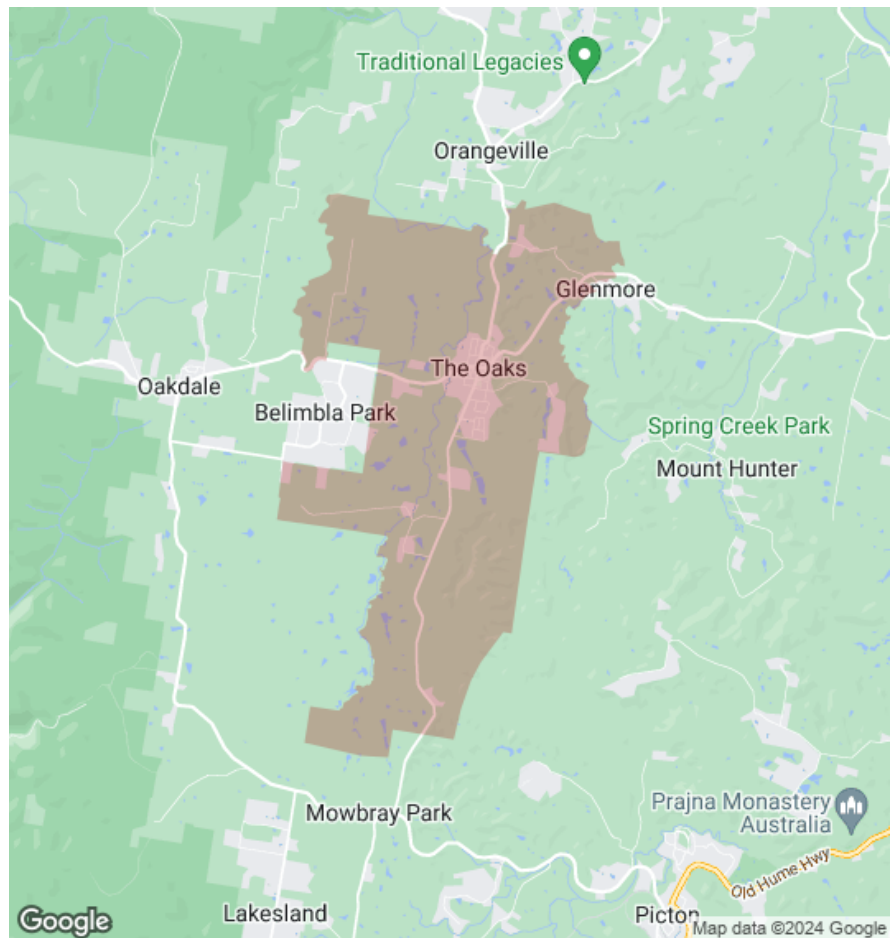 Traditional Legacies
Orangeville
Glenmore
The Oaks
Oakdale
Belimbla Park
Spring Creek Park
Mount Hunter
Prajna Monastery
Australia
Mowbray Park
Old Hume Hwy
Lakesland
Picton
Google
Map data ©2024 Google